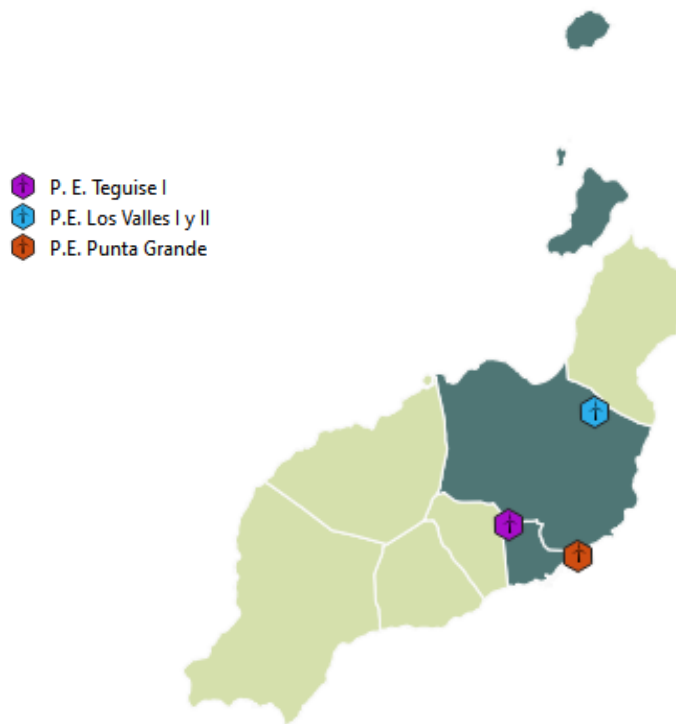 P. E. Teguise I
P.E. Los Valles I y II
P.E. Punta Grande